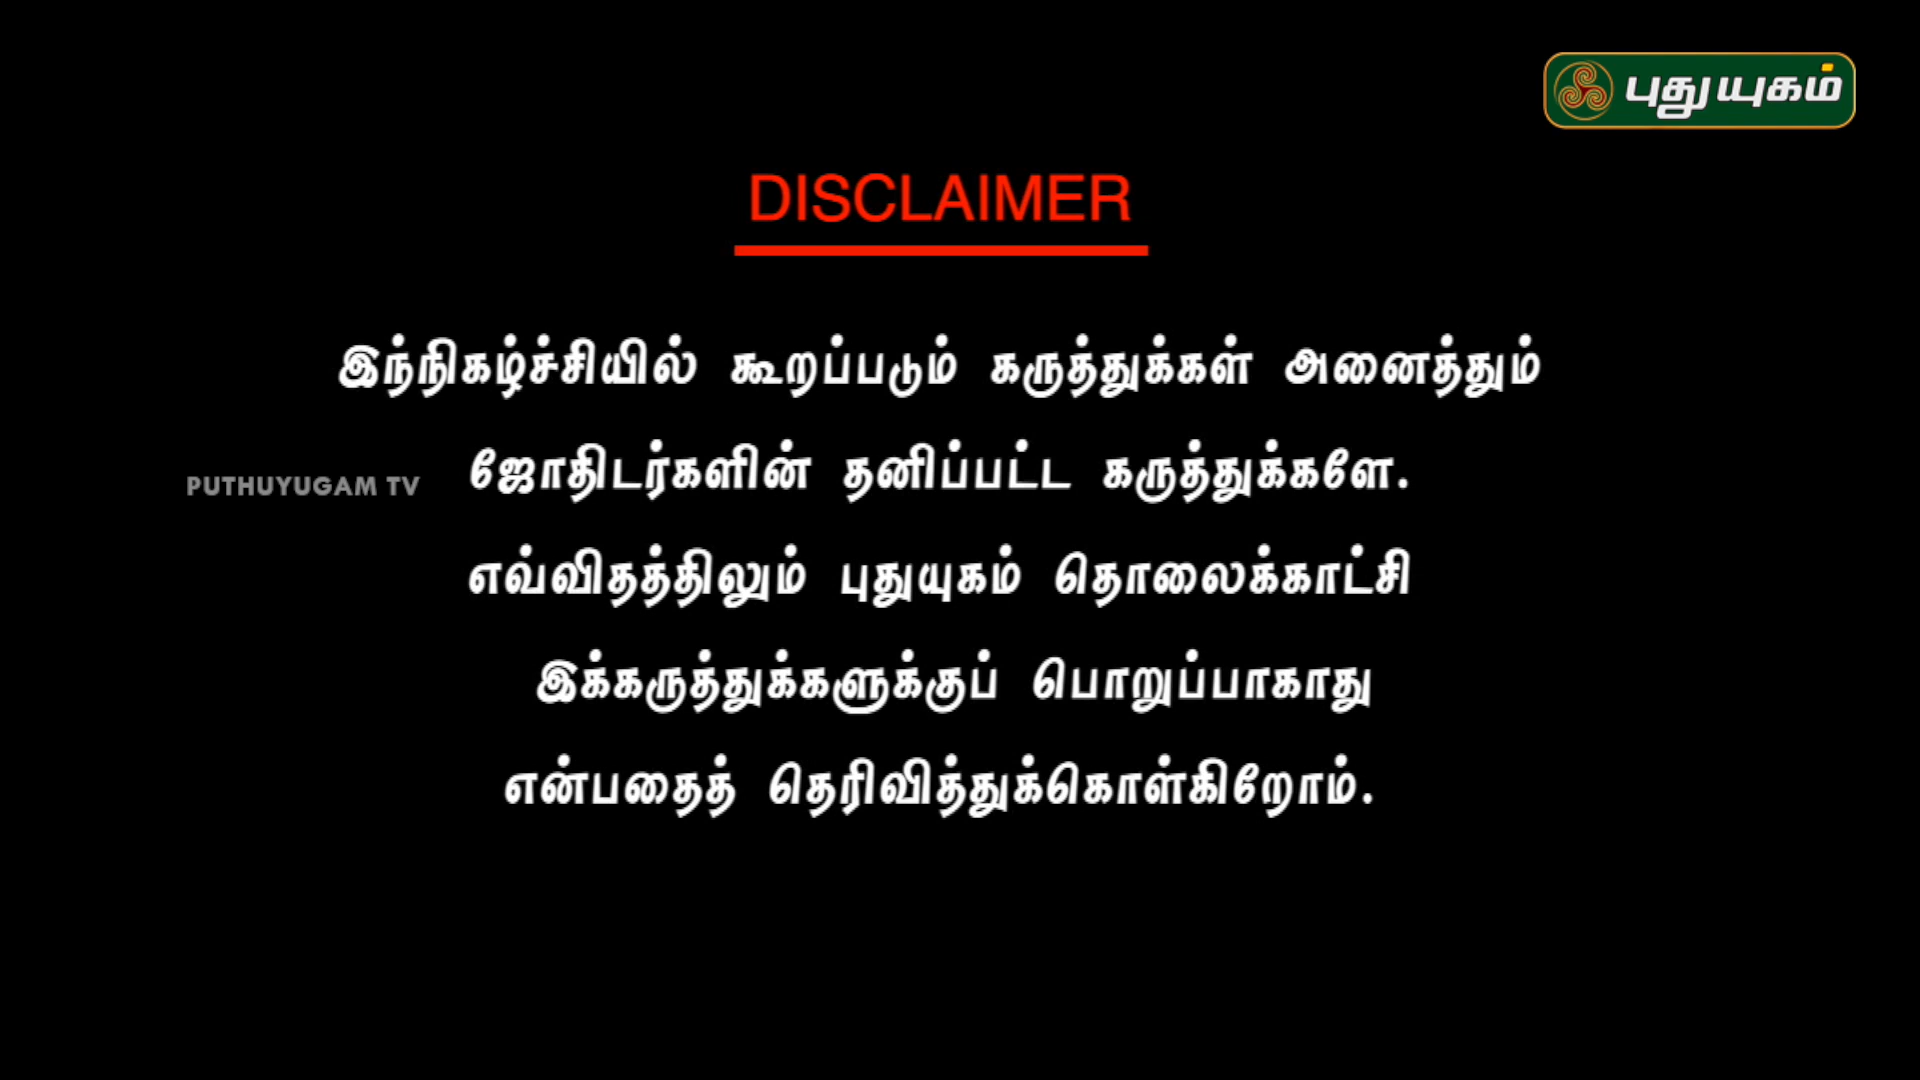 புதுயுகம்
DISCLAIMER
இந்நிகழ்ச்சியில் கூறப்படும் கருத்துக்கள் அனைத்தும்
PUTHUYUGAM TV
ஜோதிடர்களின் தனிப்பட்ட கருத்துக்களே.
எவ்விதத்திலும் புதுயுகம் தொலைக்காட்சி
இக்கருத்துக்களுக்குப் பொறுப்பாகாது
என்பதைத் தெரிவித்துக்கொள்கிறோம்.